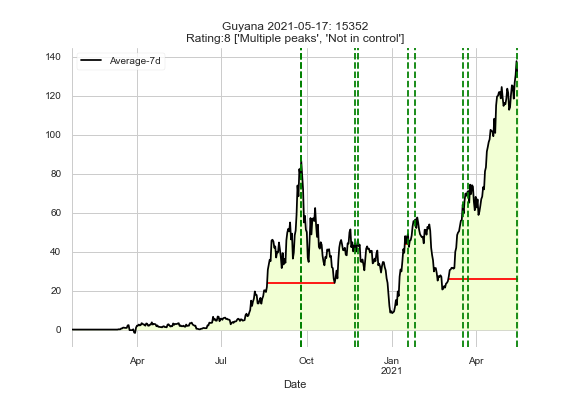 Guyana 2021-05-17: 15352
Rating:8 ['Multiple peaks', 'Not in control']
140
Average-7d
120
100
80
60
40
20
0
Apr Jul Oct Jan Apr
2021
Date